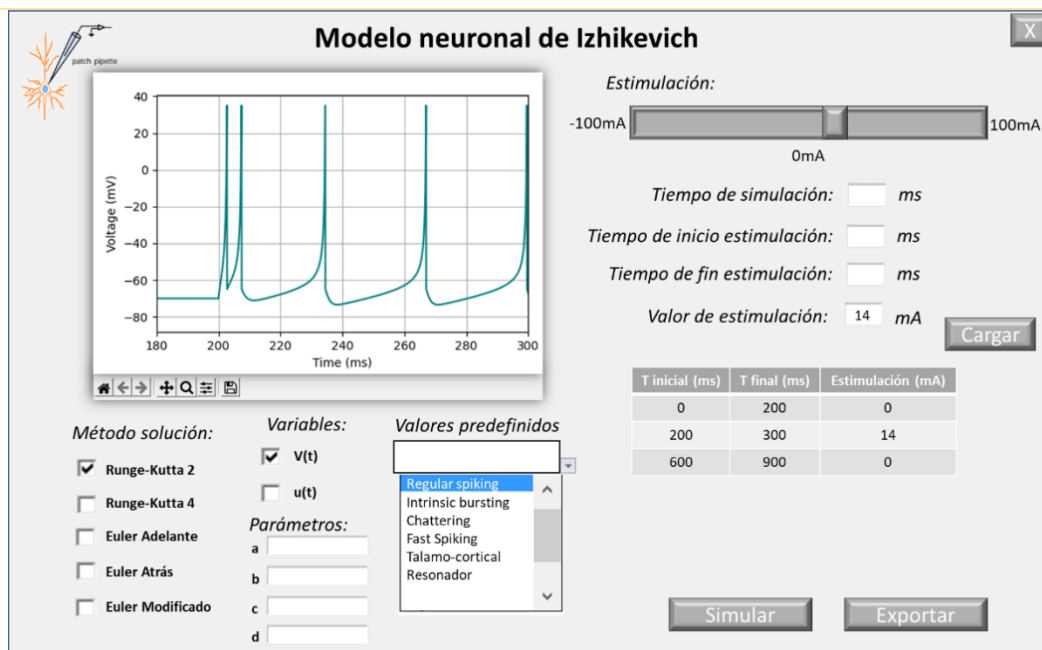 Modelo neuronal de Izhikevich
X
patch pipette
40
20
0
−20
−40
−60
−80
Voltage (mV)
180 200 220 240 260 280 300
Time (ms)
Estimulación:
-100mA 100mA
0mA
Tiempo de simulación: ms
Tiempo de inicio estimulación: ms
Tiempo de fin estimulación: ms
Valor de estimulación: 14 mA
Cargar
T inicial (ms) T final (ms) Estimulación (mA)
0 200 0
200 300 14
600 900 0
Método solución:
Runge-Kutta 2
Runge-Kutta 4
Euler Adelante
Euler Atrás
Euler Modificado
Variables:
V(t)
u(t)
Parámetros:
a
b
c
d
Valores predefinidos
Regular spiking
Intrinsic bursting
Chattering
Fast Spiking
Talamo-cortical
Resonador
Simular Exportar